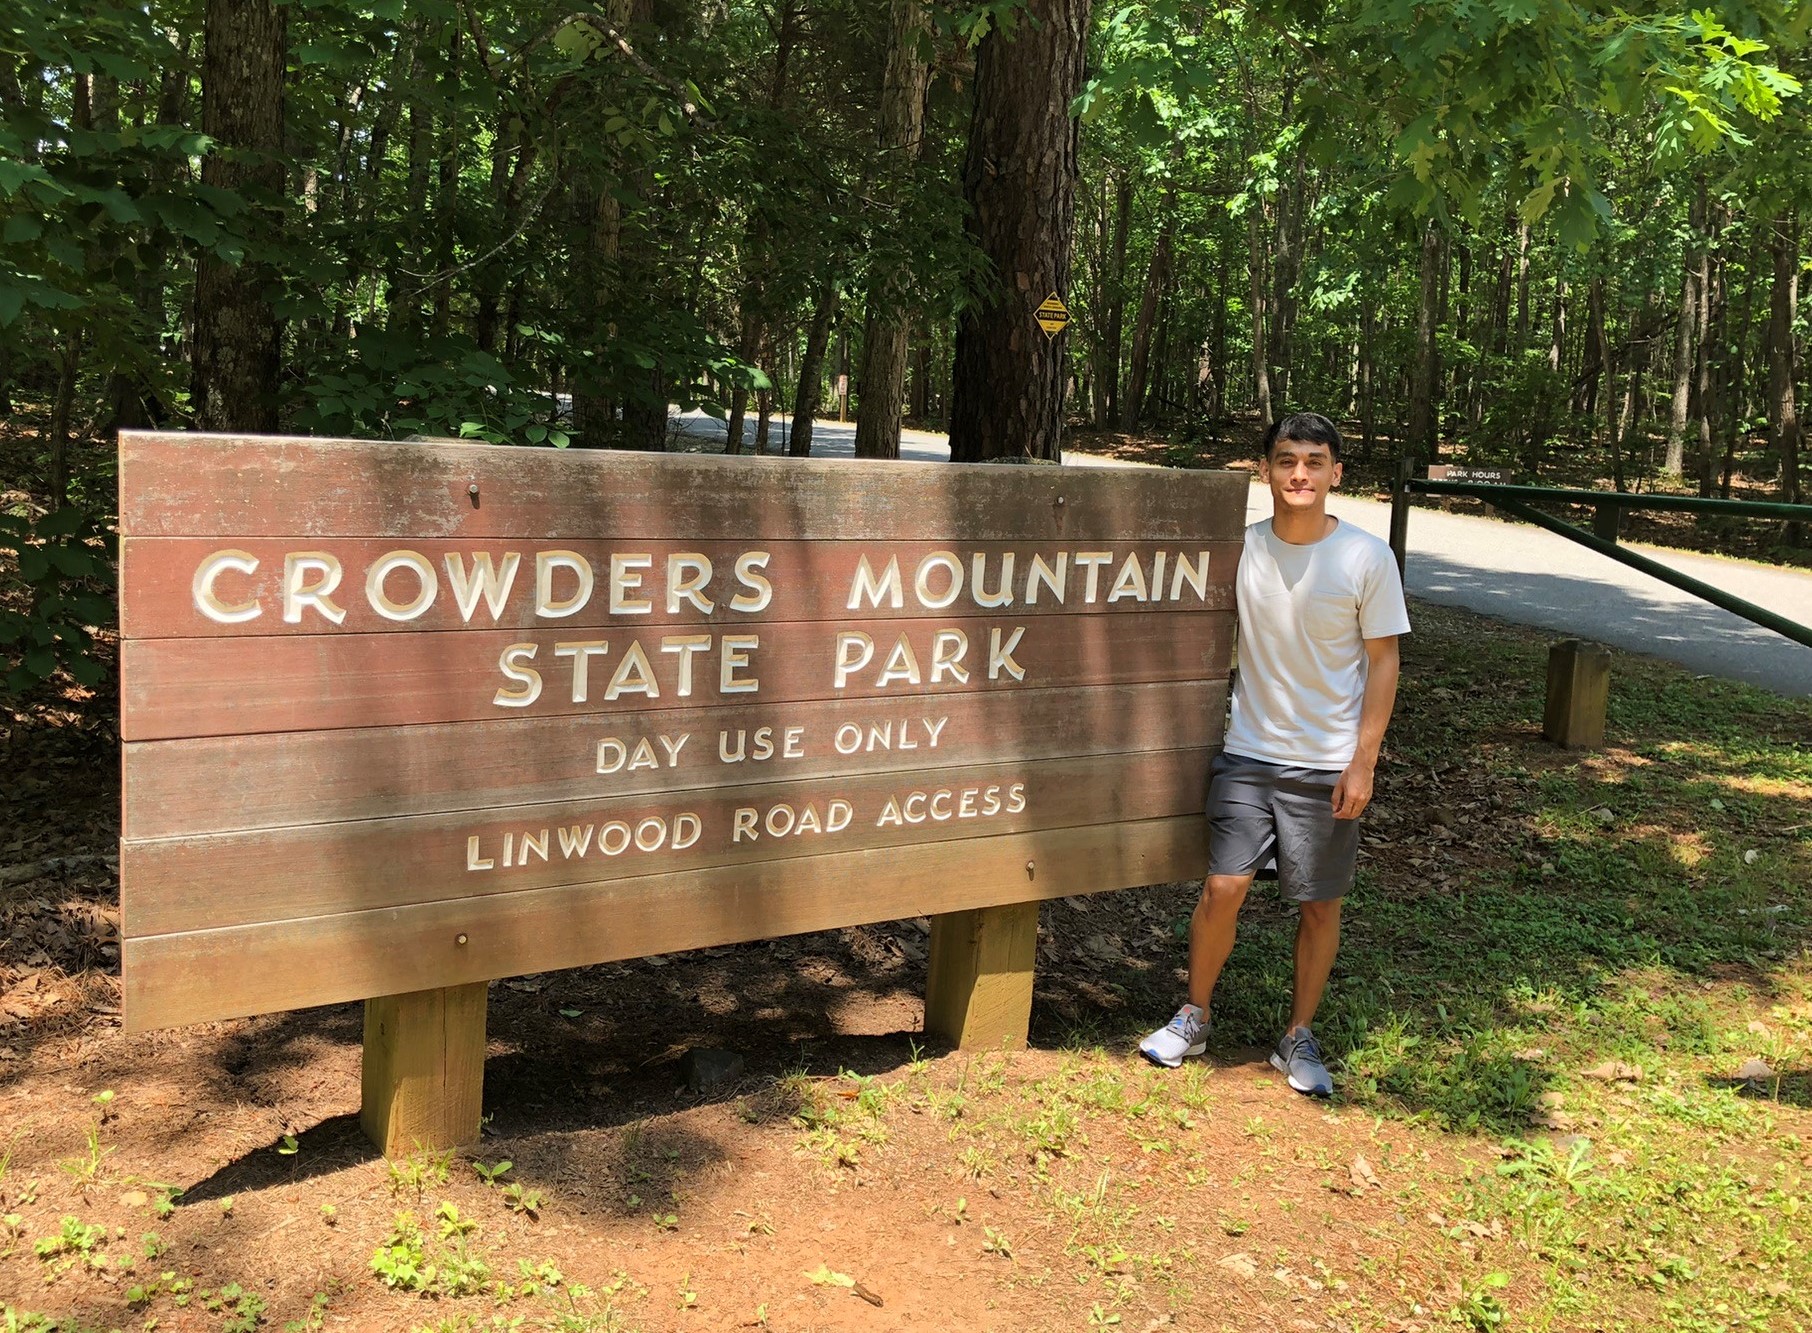 CROWDERS MOUNTAIN
STATE PARK
DAY USE ONLY
LINWOOD ROAD ACCESS
STATE PARK
PARK HOURS